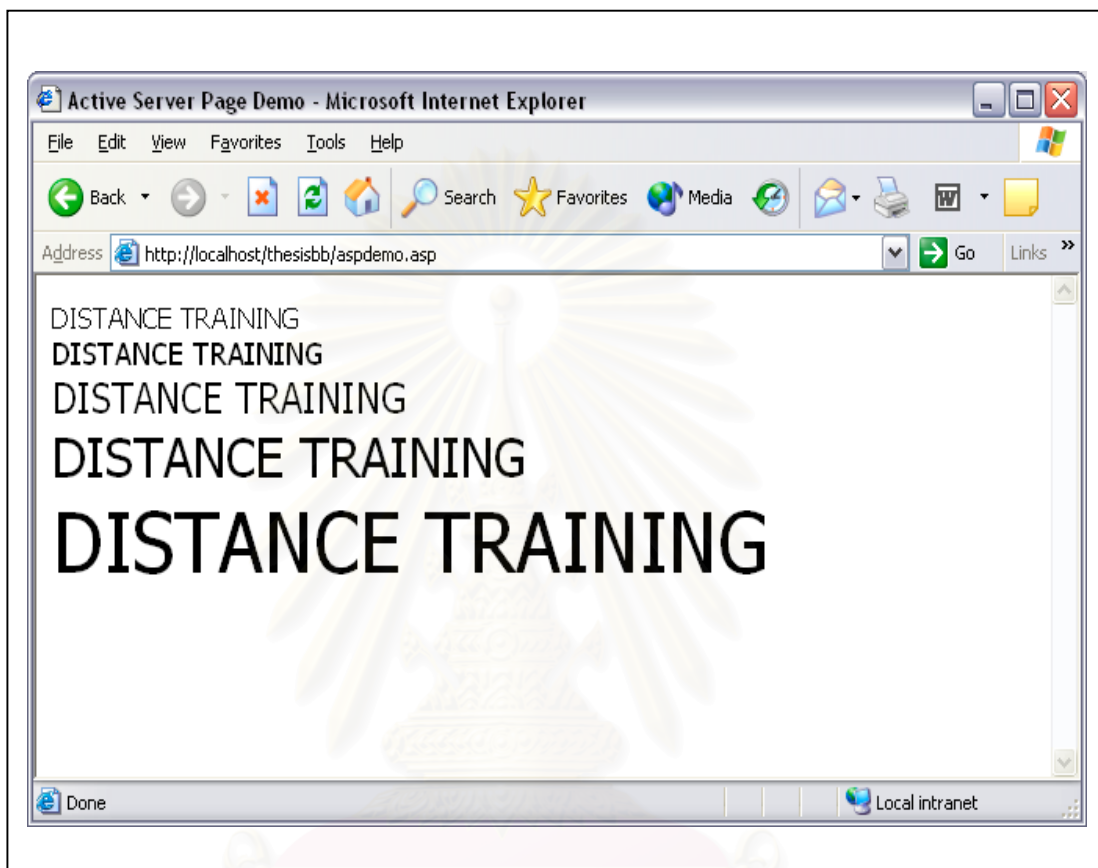 Active Server Page Demo - Microsoft Internet Explorer
File Edit View Favorites Tools Help
Back Search Favorites Media
Address http://localhost/thesisbb/aspdemo.asp Go Links »
DISTANCE TRAINING
DISTANCE TRAINING
DISTANCE TRAINING
DISTANCE TRAINING
DISTANCE TRAINING
Done Local intranet